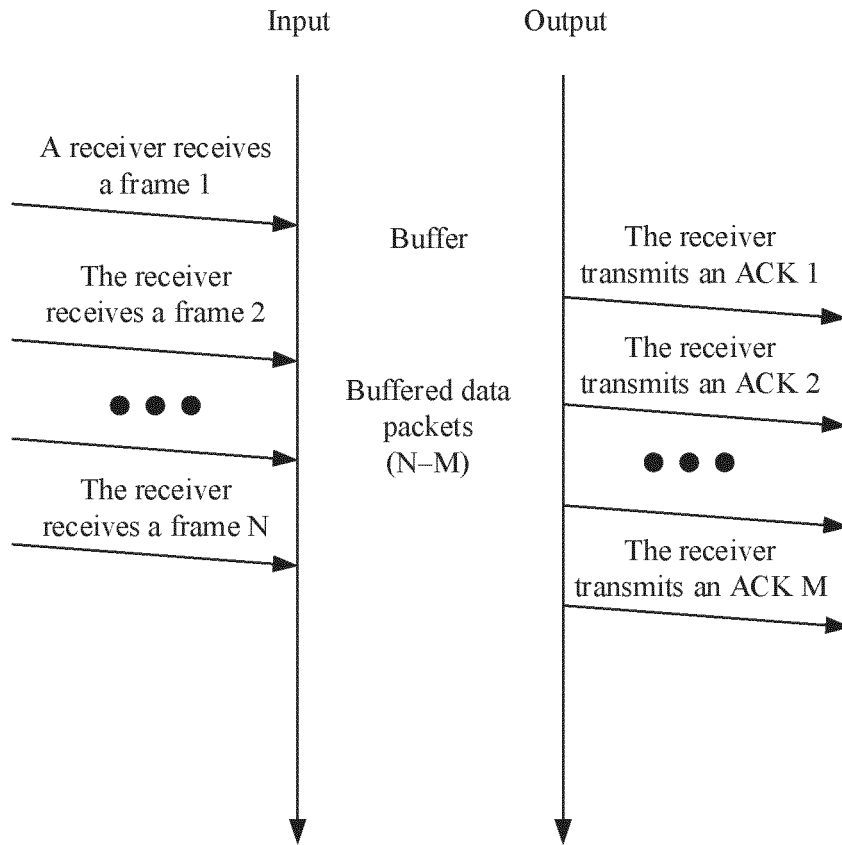 Input
Output
A receiver receives
a frame 1
The receiver
receives a frame 2
The receiver
receives a frame N
Buffer
Buffered data
packets
(N–M)
The receiver
transmits an ACK 1
The receiver
transmits an ACK 2
The receiver
transmits an ACK M